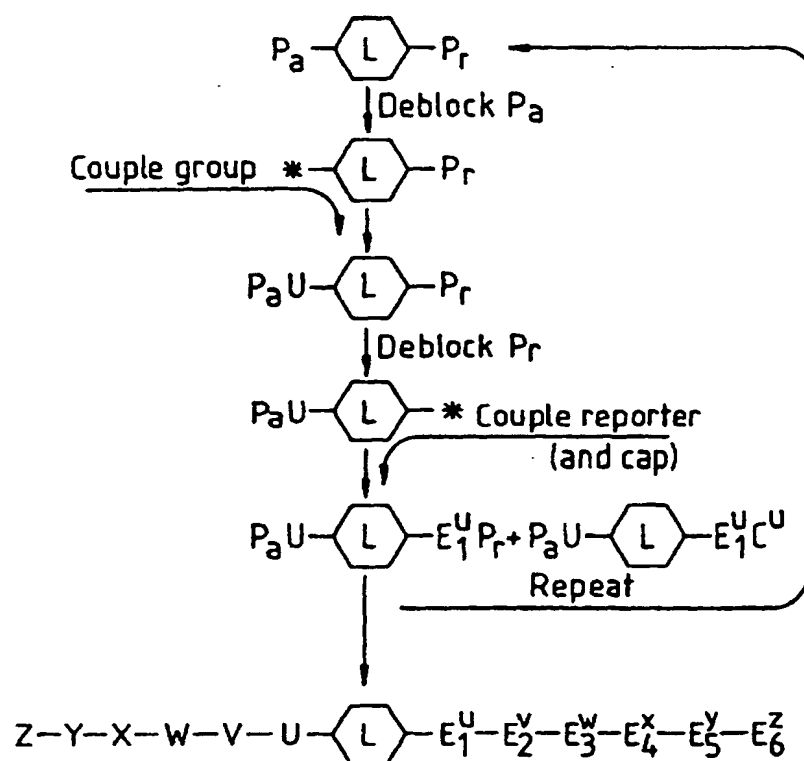 Pa L Pr
Deblock Pa
Couple group * L Pr
PaU L Pr
Deblock Pr
PaU L * Couple reporter
(and cap)
PaU L E₁ᵁPr + PaU L E₁ᵁCᵁ
Repeat
Z-Y-X-W-V-U- L -E₁ᵁ-E₂ⱽ-E₃ʷ-E₄ˣ-E₅ʸ-E₆ᶻ